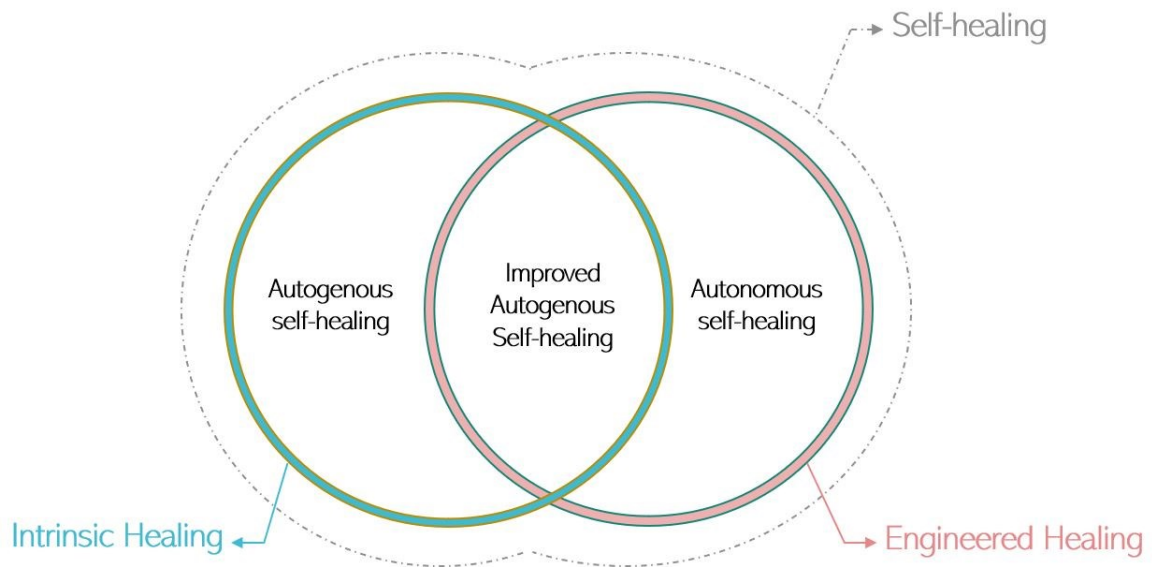 Self-healing
Autogenous
self-healing
Improved
Autogenous
Self-healing
Autonomous
self-healing
Intrinsic Healing
Engineered Healing